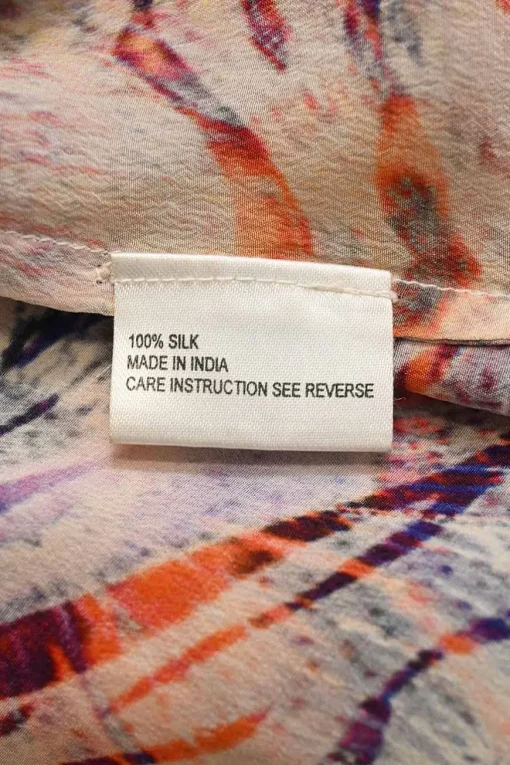 100% SILK
MADE IN INDIA
CARE INSTRUCTION SEE REVERSE